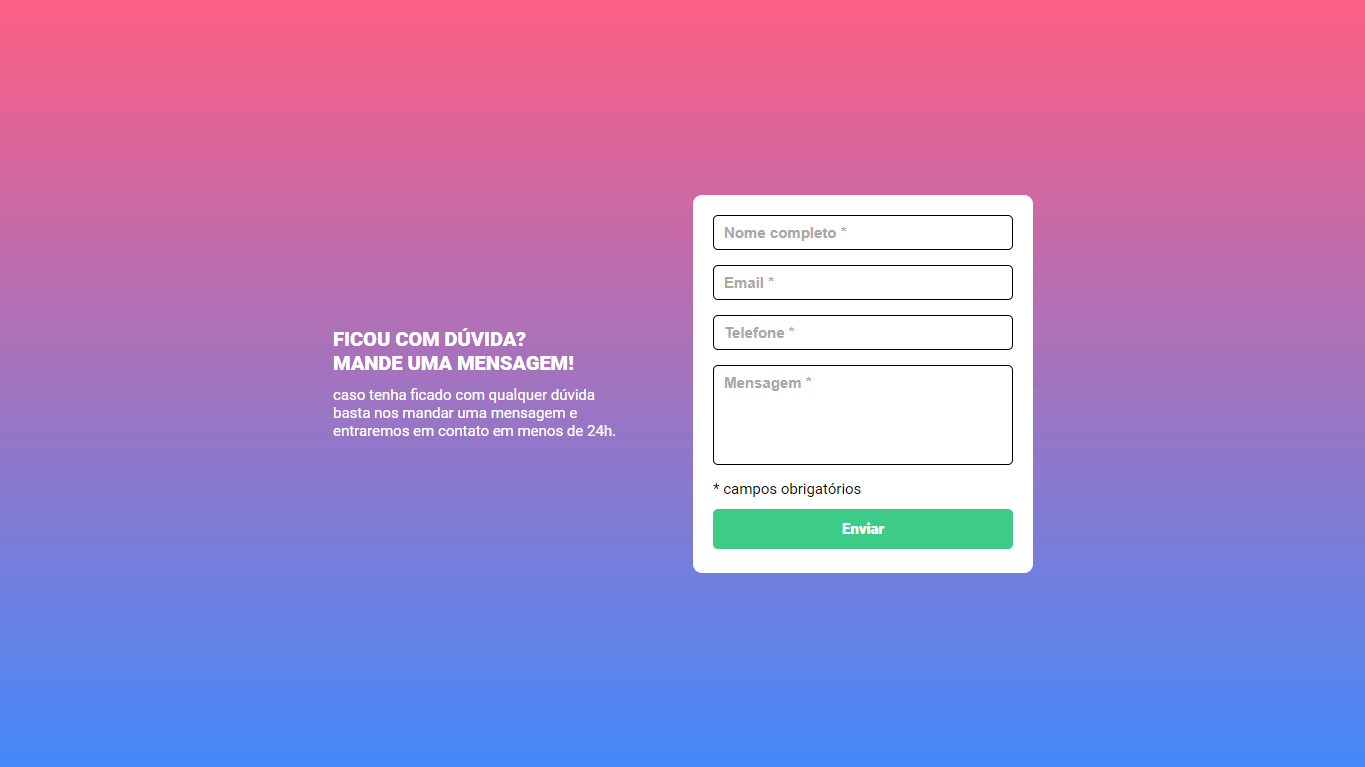 FICOU COM DÚVIDA?
MANDE UMA MENSAGEM!
caso tenha ficado com qualquer dúvida
basta nos mandar uma mensagem e
entraremos em contato em menos de 24h.
Nome completo *
Email *
Telefone *
Mensagem *
* campos obrigatórios
Enviar